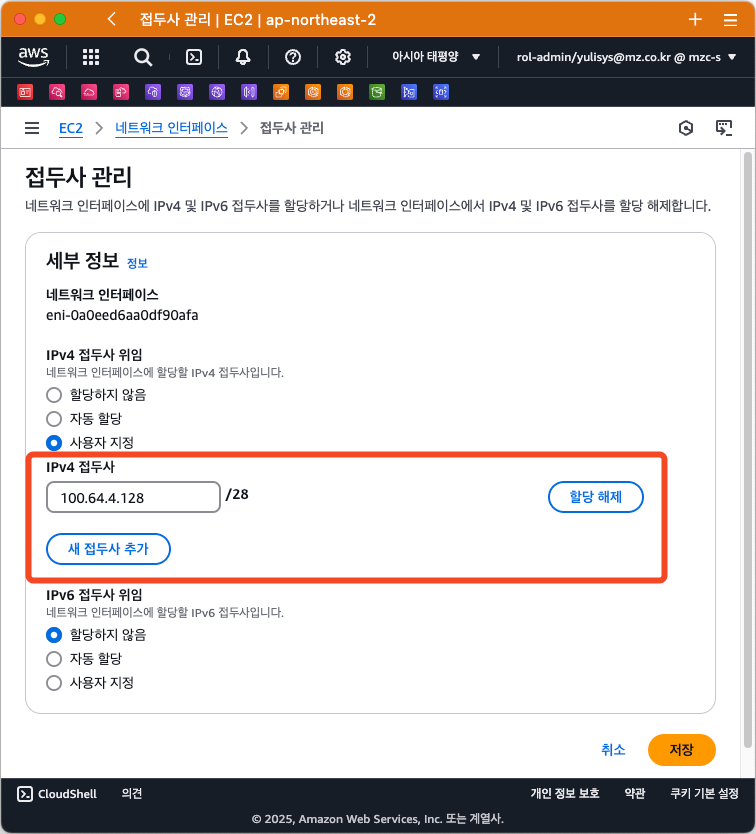 접두사 관리 | EC2 | ap-northeast-2
aws
아시아 태평양
rol-admin/yulisys@mz.co.kr @ mzc-s
EC2
네트워크 인터페이스
접두사 관리
접두사 관리
네트워크 인터페이스에 IPv4 및 IPv6 접두사를 할당하거나 네트워크 인터페이스에서 IPv4 및 IPv6 접두사를 할당 해제합니다.
세부 정보 정보
네트워크 인터페이스
eni-0a0eed6aa0df90afa
IPv4 접두사 위임
네트워크 인터페이스에 할당할 IPv4 접두사입니다.
할당하지 않음
자동 할당
사용자 지정
IPv4 접두사
100.64.4.128 /28 할당 해제
새 접두사 추가
IPv6 접두사 위임
네트워크 인터페이스에 할당할 IPv6 접두사입니다.
할당하지 않음
자동 할당
사용자 지정
취소 저장
CloudShell 의견 개인 정보 보호 약관 쿠키 기본 설정
© 2025, Amazon Web Services, Inc. 또는 계열사.